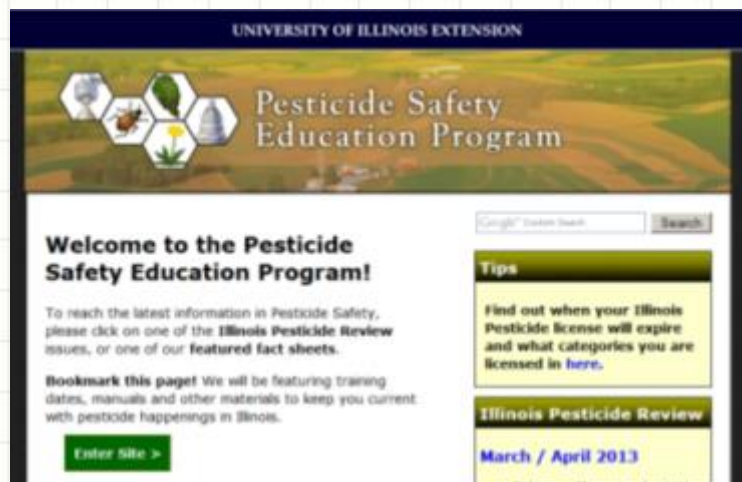 UNIVERSITY OF ILLINOIS EXTENSION
Pesticide Safety
Education Program
Google™ Custom Search
Search
Welcome to the Pesticide
Safety Education Program!
To reach the latest information in Pesticide Safety,
please click on one of the Illinois Pesticide Review
issues, or one of our featured fact sheets.
Bookmark this page! We will be featuring training
dates, manuals and other materials to keep you current
with pesticide happenings in Illinois.
Enter Site >
Tips
Find out when your Illinois
Pesticide license will expire
and what categories you are
licensed in here.
Illinois Pesticide Review
March / April 2013